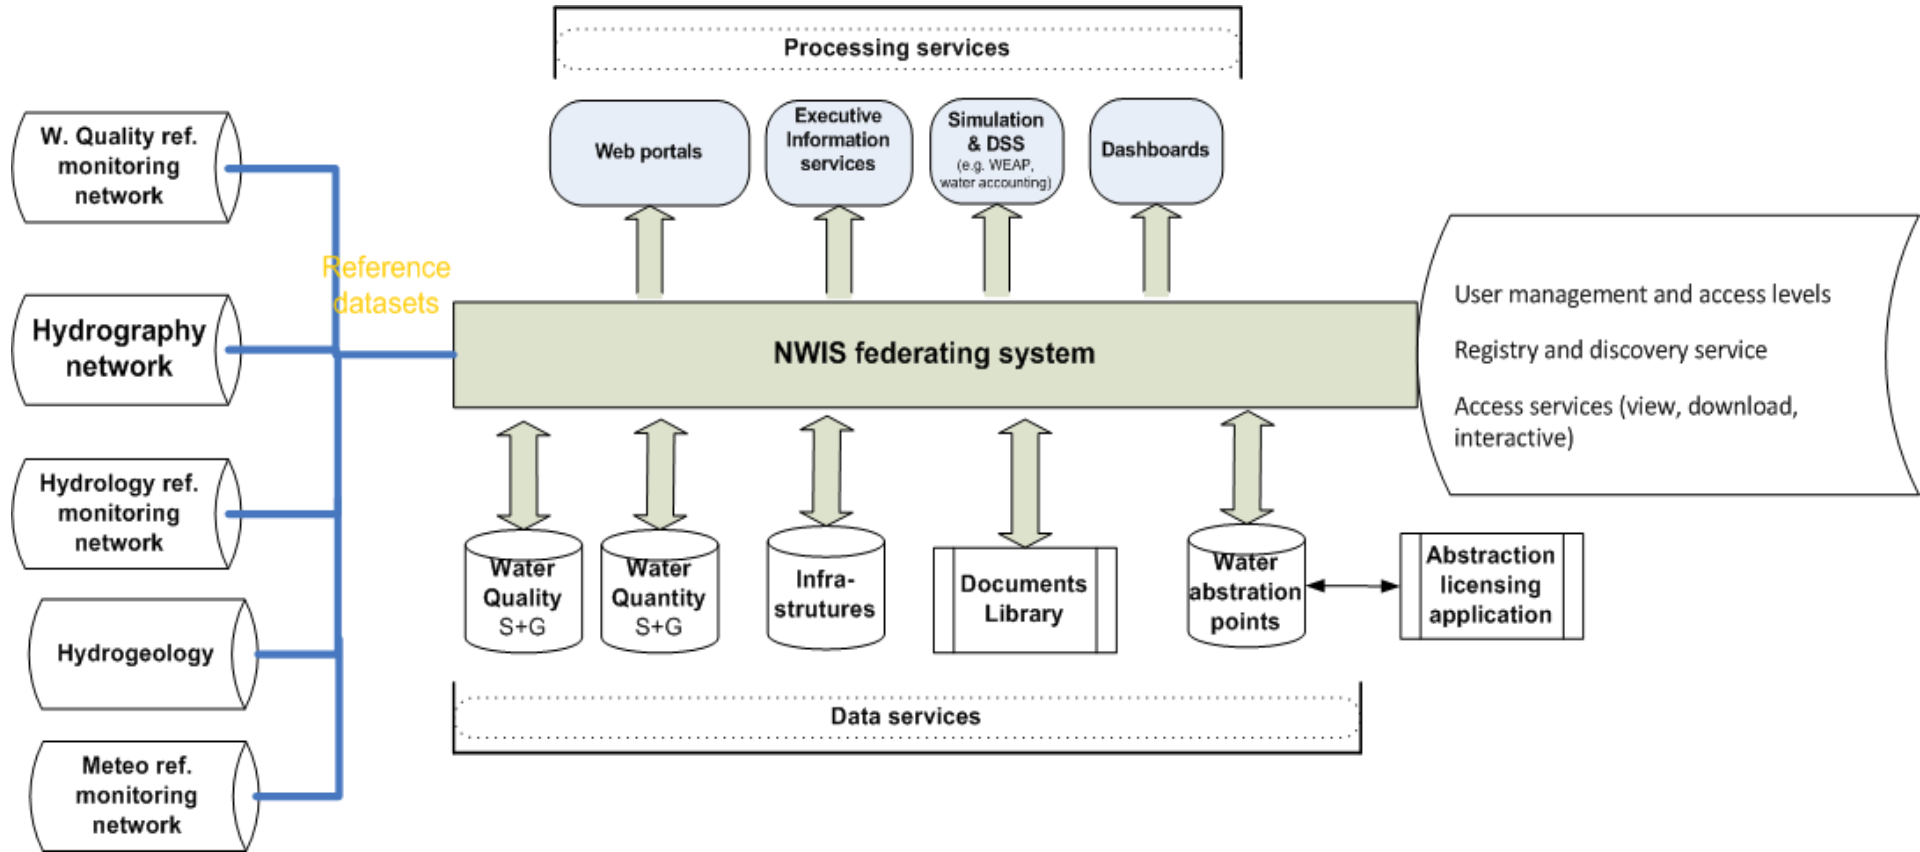 Processing services
W. Quality ref.
monitoring
network
Web portals
Executive
Information
services
Simulation
& DSS
(e.g. WEAP,
water accounting)
Dashboards
Reference
datasets
Hydrography
network
NWIS federating system
User management and access levels
Registry and discovery service
Access services (view, download,
interactive)
Hydrology ref.
monitoring
network
Water
Quality
S+G
Water
Quantity
S+G
Infra-
strutures
Documents
Library
Water
abstration
points
Abstraction
licensing
application
Hydrogeology
Data services
Meteo ref.
monitoring
network